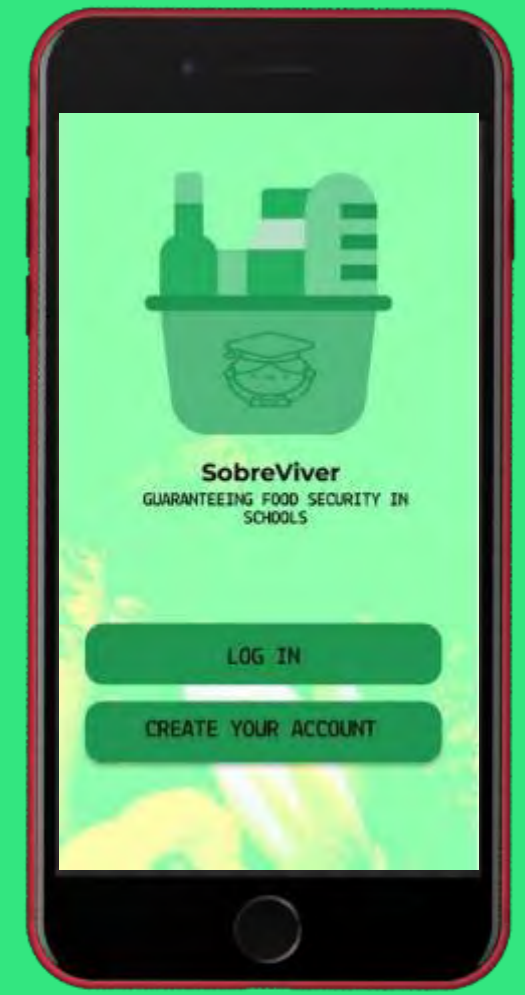 SobreViver
GUARANTEEING FOOD SECURITY IN
SCHOOLS
LOG IN
CREATE YOUR ACCOUNT